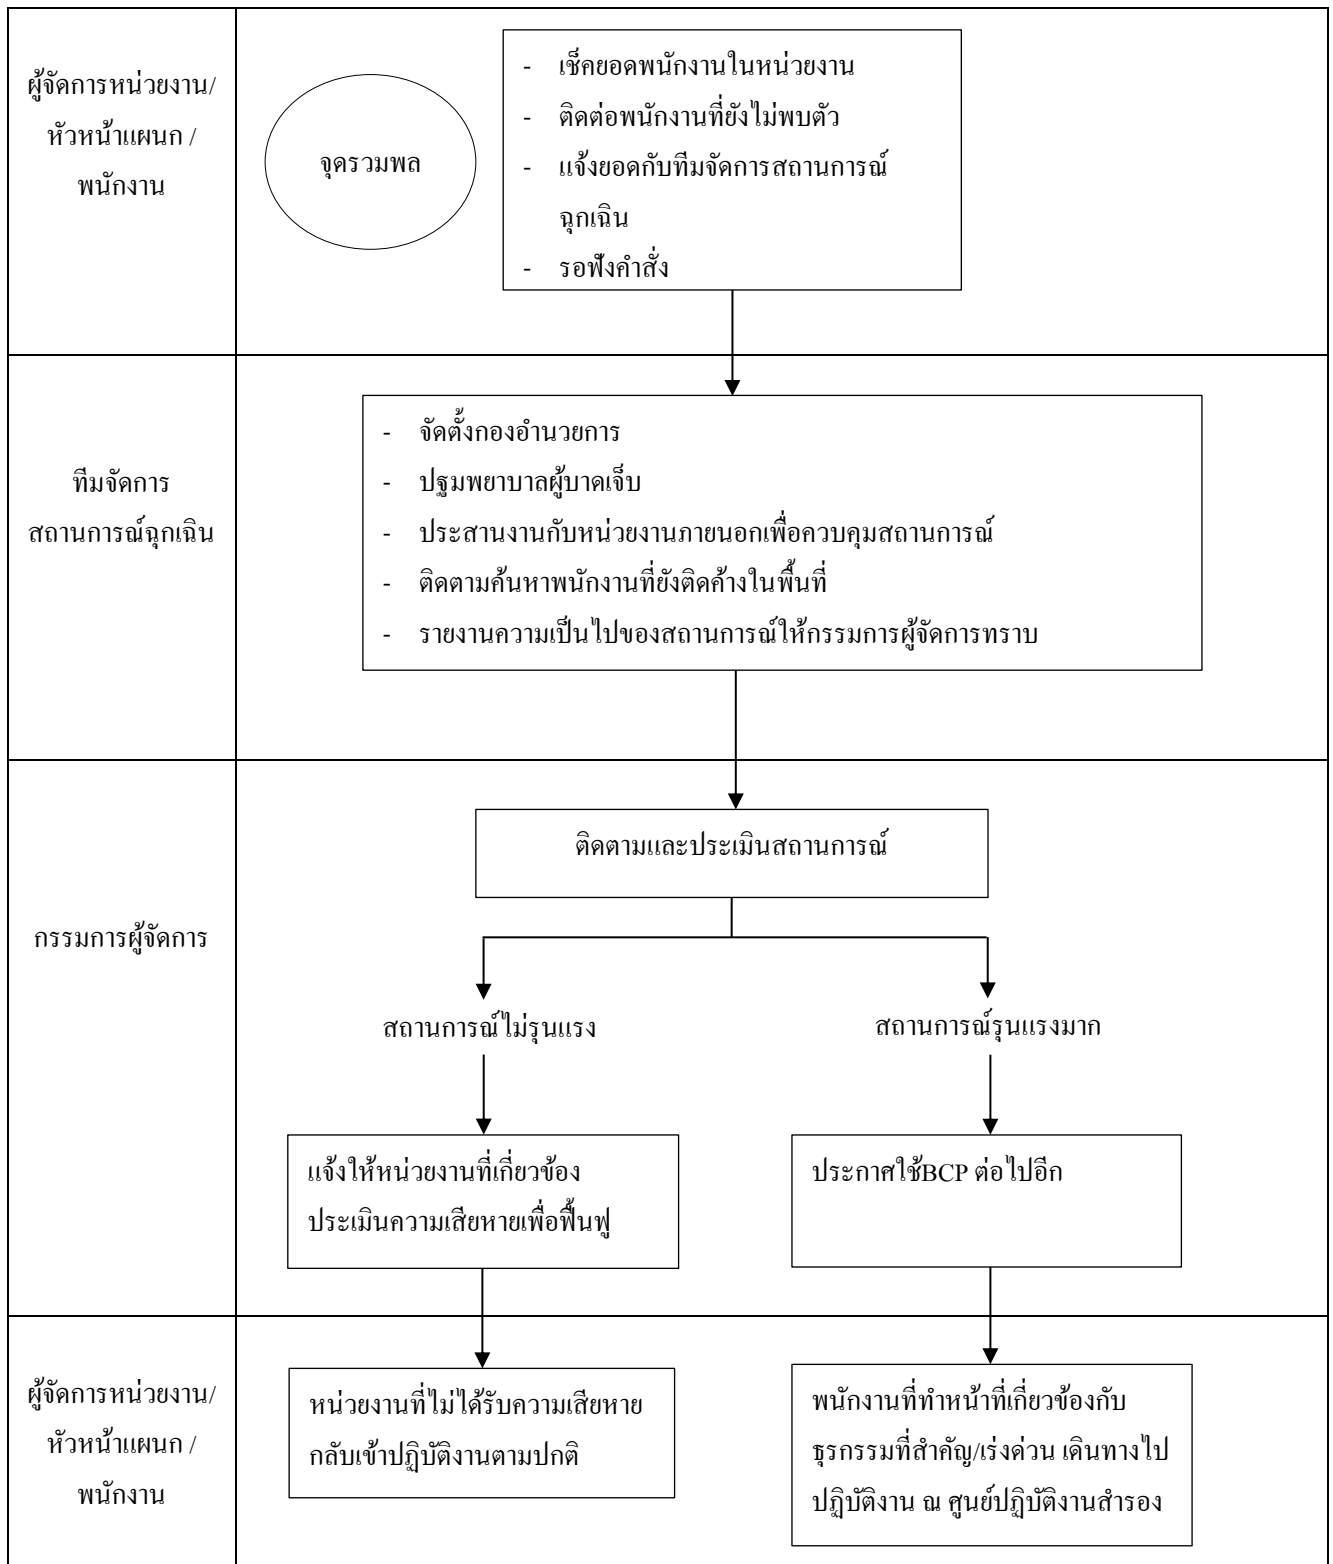 ผู้จัดการหน่วยงาน/
หัวหน้าแผนก /
พนักงาน
จุดรวมพล
- เช็คยอดพนักงานในหน่วยงาน
- ติดต่อพนักงานที่ยังไม่พบตัว
- แจ้งยอดกับทีมจัดการสถานการณ์
ฉุกเฉิน
- รอฟังคำสั่ง
ทีมจัดการ
สถานการณ์ฉุกเฉิน
- จัดตั้งกองอำนวยการ
- ปฐมพยาบาลผู้บาดเจ็บ
- ประสานงานกับหน่วยงานภายนอกเพื่อควบคุมสถานการณ์
- ติดตามค้นหาพนักงานที่ยังติดค้างในพื้นที่
- รายงานความเป็นไปของสถานการณ์ให้กรรมการผู้จัดการทราบ
กรรมการผู้จัดการ
ติดตามและประเมินสถานการณ์
สถานการณ์ไม่รุนแรง
สถานการณ์รุนแรงมาก
แจ้งให้หน่วยงานที่เกี่ยวข้อง
ประเมินความเสียหายเพื่อฟื้นฟู
ประกาศใช้BCP ต่อไปอีก
ผู้จัดการหน่วยงาน/
หัวหน้าแผนก /
พนักงาน
หน่วยงานที่ไม่ได้รับความเสียหาย
กลับเข้าปฏิบัติงานตามปกติ
พนักงานที่ทำหน้าที่เกี่ยวข้องกับ
ธุรกรรมที่สำคัญ/เร่งด่วน เดินทางไป
ปฏิบัติงาน ณ ศูนย์ปฏิบัติงานสำรอง